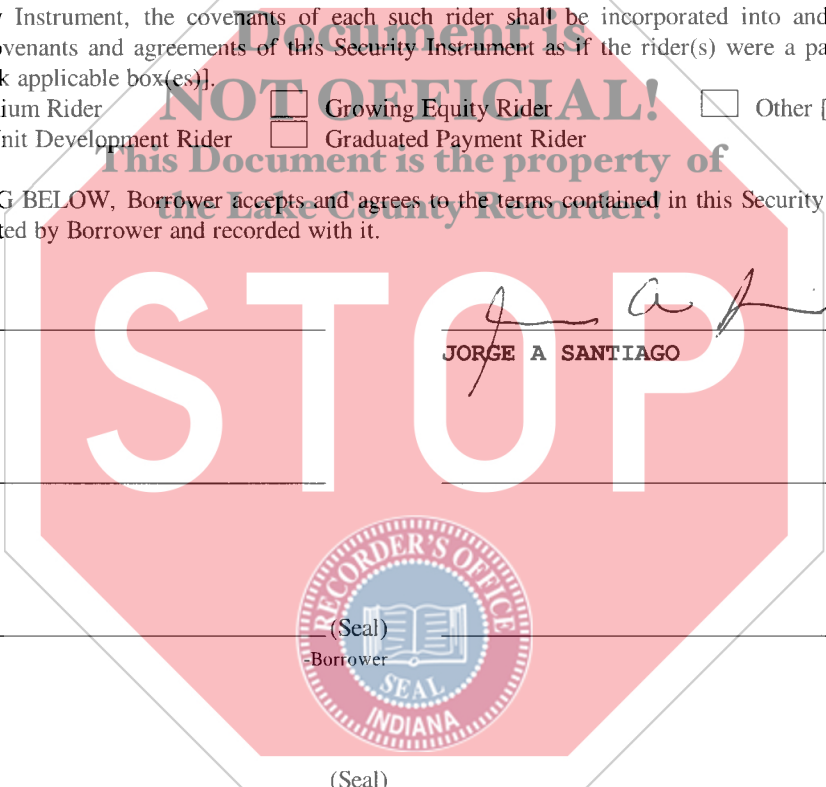 y Instrument, the covenants of each such rider shall be incorporated into and
Document is
ovenants and agreements of this Security Instrument as if the rider(s) were a pa
k applicable box(es)].
NOT OFFICIAL!
ium Rider Growing Equity Rider Other [
nit Development Rider Graduated Payment Rider
This Document is the property of
G BELOW, Borrower accepts and agrees to the terms contained in this Security
the Lake County Recorder!
ted by Borrower and recorded with it.
STOP
JORGE A SANTIAGO
RECORDER'S OFFICE
(Seal)
-Borrower
SEAL
INDIANA
(Seal)